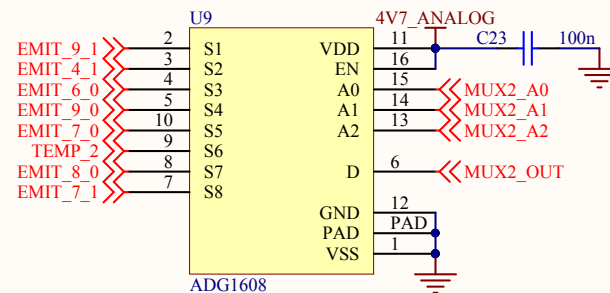 U9
4V7_ANALOG
EMIT_9_1 2 S1 VDD 11 C23 100n
EMIT_4_1 3 S2 EN 16
EMIT_6_0 4 S3 A0 15 MUX2_A0
EMIT_9_0 5 S4 A1 14 MUX2_A1
EMIT_7_0 10 S5 A2 13 MUX2_A2
TEMP_2 9 S6
EMIT_8_0 8 S7 D 6 MUX2_OUT
EMIT_7_1 7 S8
GND 12
PAD PAD
VSS 1
ADG1608